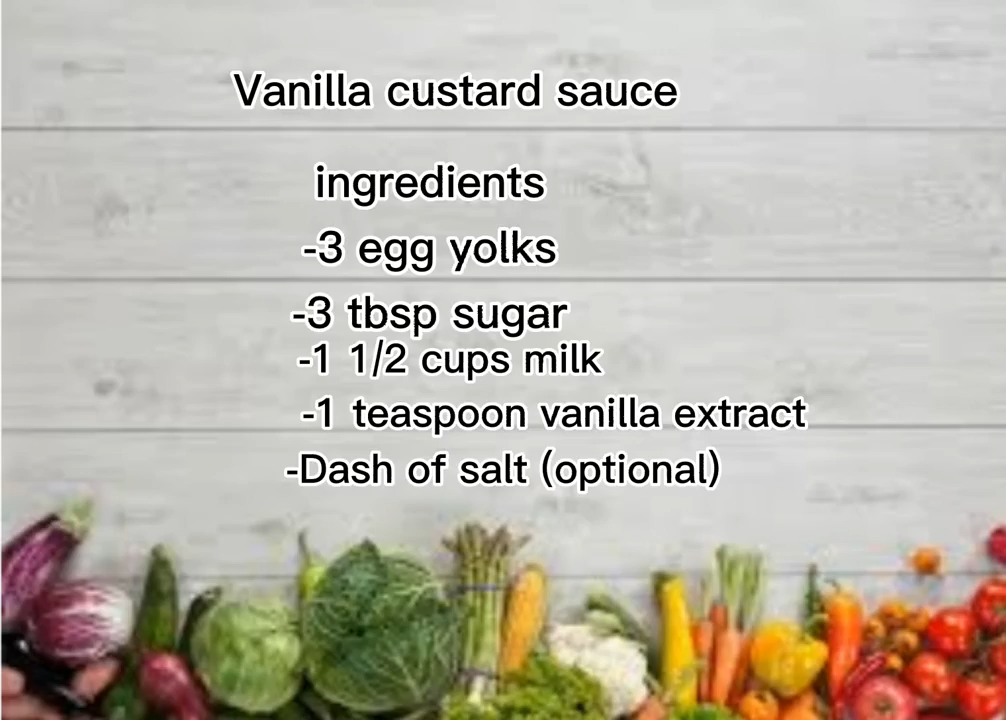 Vanilla custard sauce
ingredients
-3 egg yolks
-3 tbsp sugar
-1 1/2 cups milk
-1 teaspoon vanilla extract
-Dash of salt (optional)